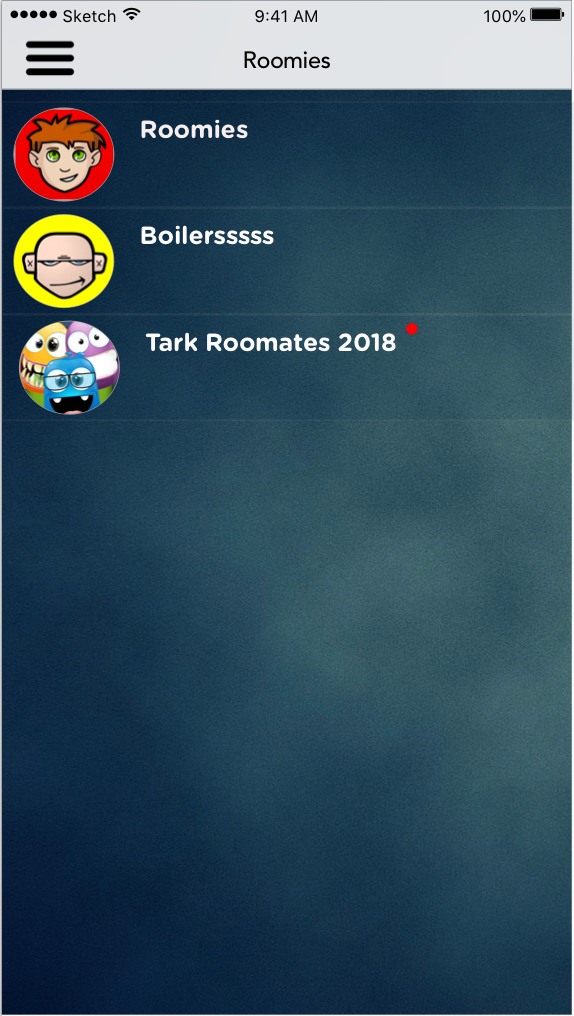 Sketch 9:41 AM 100%
Roomies
Roomies
Boilersssss
Tark Roomates 2018